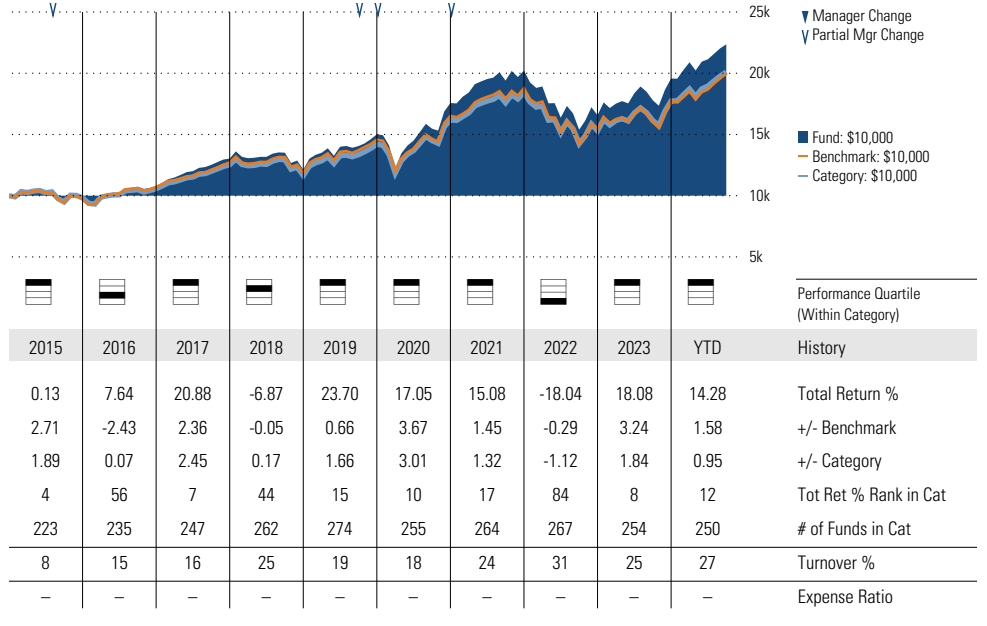 25k
▼ Manager Change
V Partial Mgr Change
20k
15k
Fund: $10,000
Benchmark: $10,000
Category: $10,000
10k
5k
Performance Quartile
(Within Category)
2015 2016 2017 2018 2019 2020 2021 2022 2023 YTD History
0.13 7.64 20.88 -6.87 23.70 17.05 15.08 -18.04 18.08 14.28 Total Return %
2.71 -2.43 2.36 -0.05 0.66 3.67 1.45 -0.29 3.24 1.58 +/- Benchmark
1.89 0.07 2.45 0.17 1.66 3.01 1.32 -1.12 1.84 0.95 +/- Category
4 56 7 44 15 10 17 84 8 12 Tot Ret % Rank in Cat
223 235 247 262 274 255 264 267 254 250 # of Funds in Cat
8 15 16 25 19 18 24 31 25 27 Turnover %
– – – – – – – – – – Expense Ratio